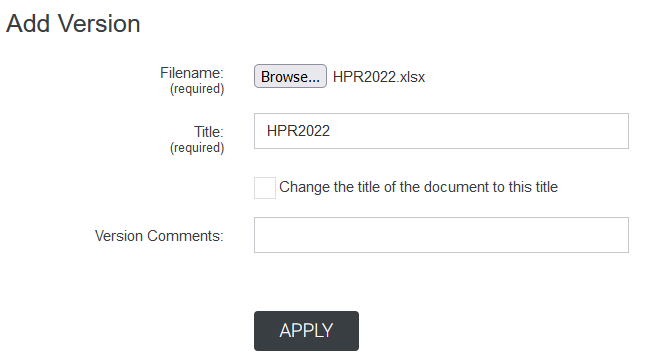 Add Version
Filename:
(required)
Browse... HPR2022.xlsx
Title:
(required)
HPR2022
Change the title of the document to this title
Version Comments:
APPLY